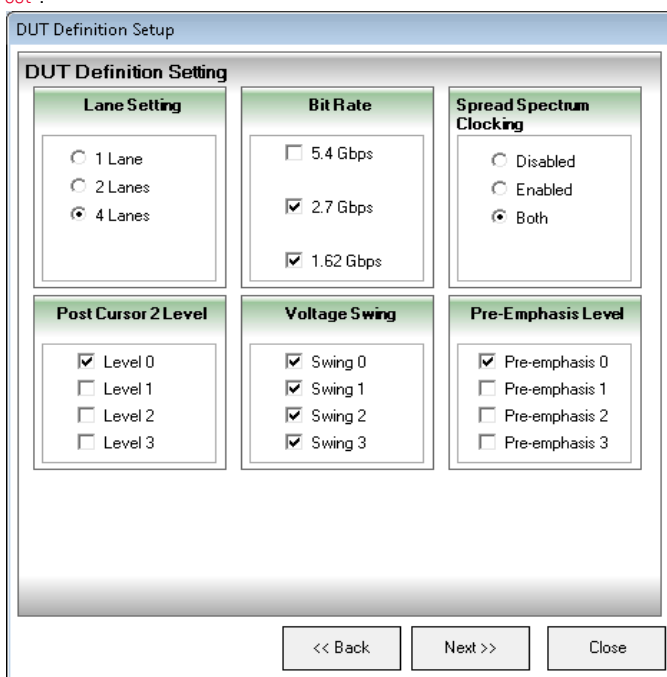 DUT Definition Setup
DUT Definition Setting
Lane Setting
1 Lane
2 Lanes
4 Lanes
Bit Rate
5.4 Gbps
2.7 Gbps
1.62 Gbps
Spread Spectrum
Clocking
Disabled
Enabled
Both
Post Cursor 2 Level
Level 0
Level 1
Level 2
Level 3
Voltage Swing
Swing 0
Swing 1
Swing 2
Swing 3
Pre-Emphasis Level
Pre-emphasis 0
Pre-emphasis 1
Pre-emphasis 2
Pre-emphasis 3
<< Back
Next >>
Close